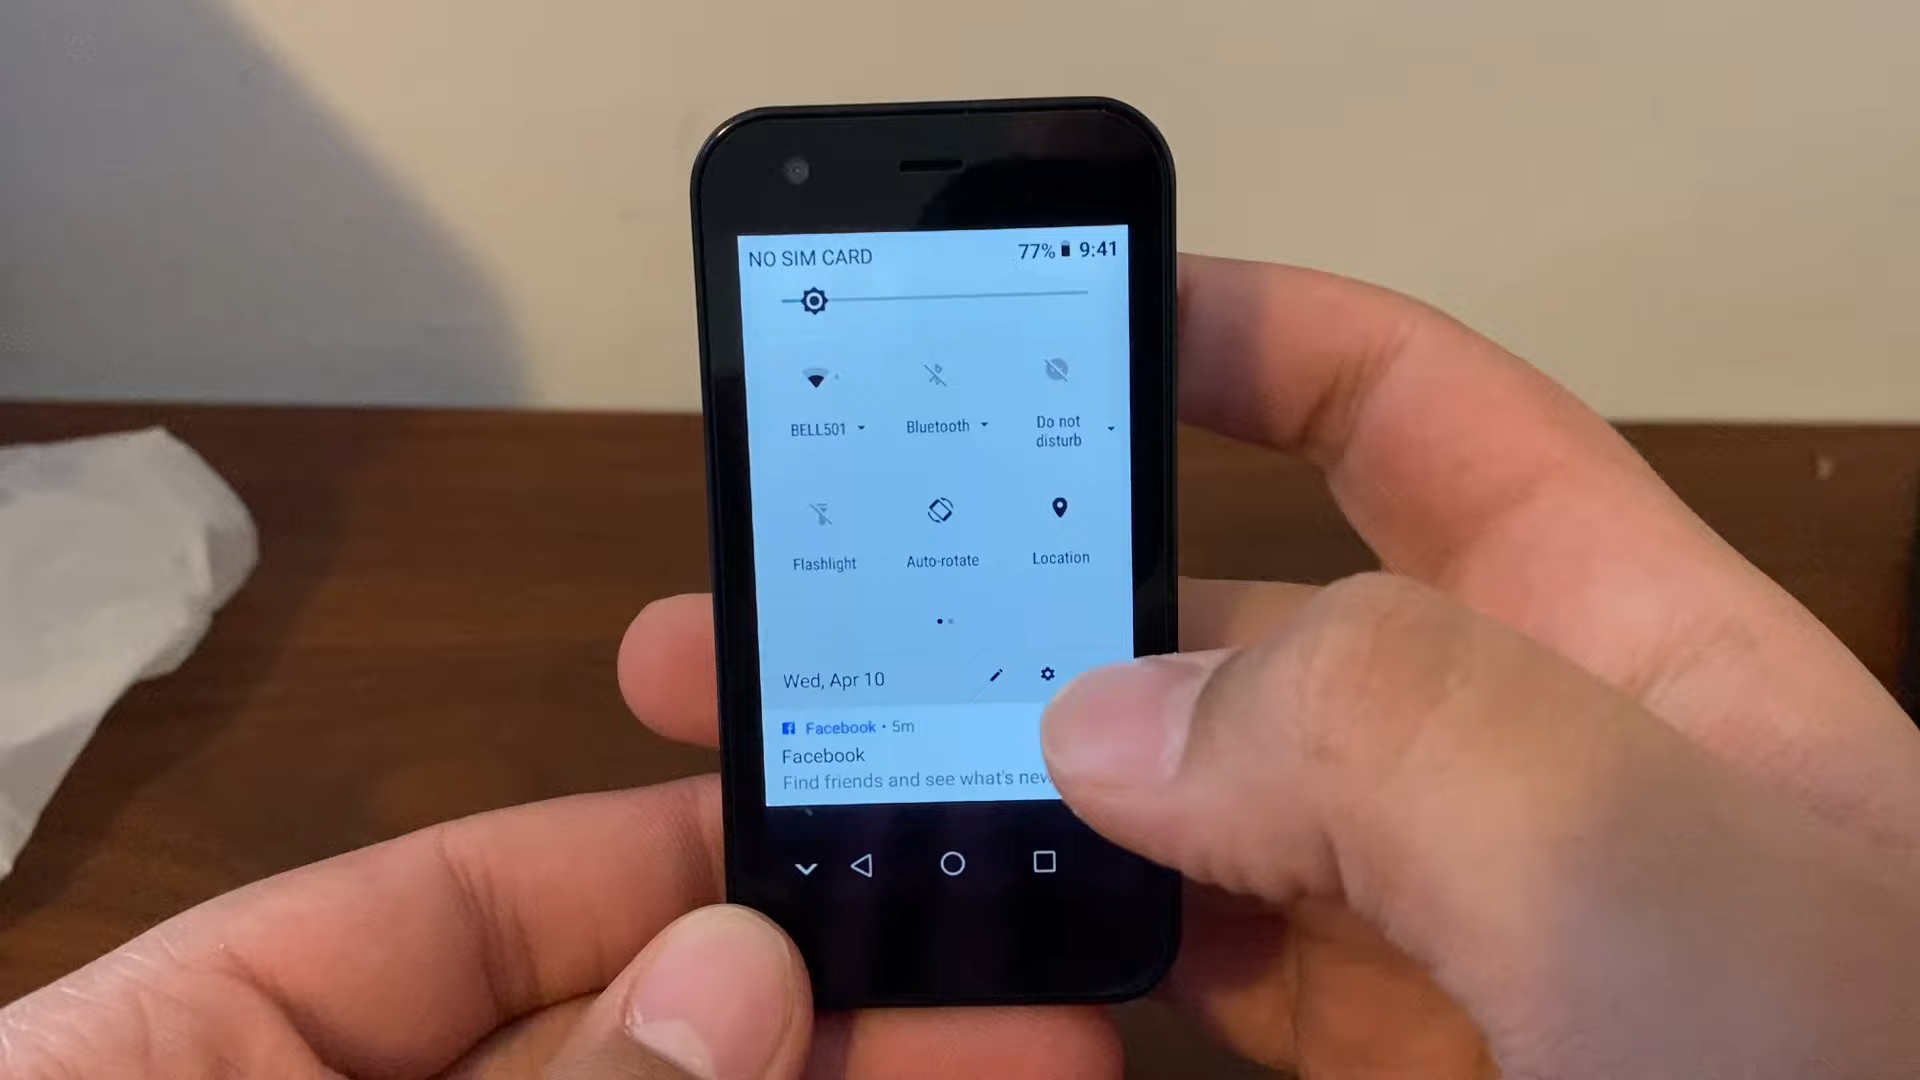 NO SIM CARD 77% 9:41
BELL501 Bluetooth Do not
disturb
Flashlight Auto-rotate Location
Wed, Apr 10
Facebook • 5m
Facebook
Find friends and see what's new